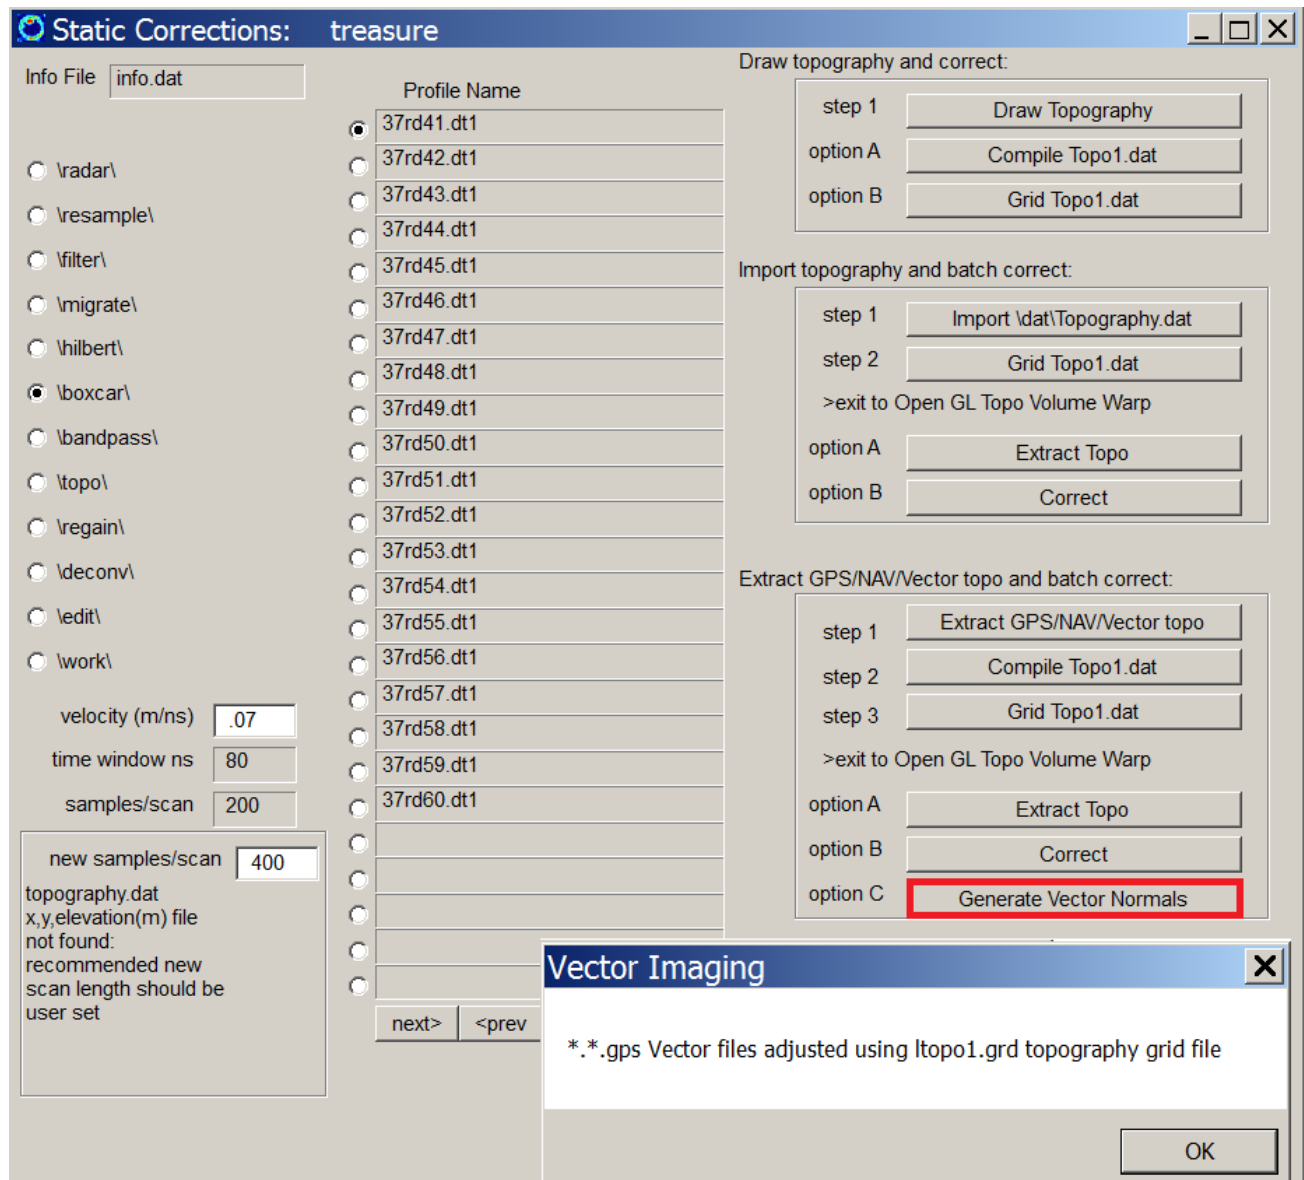 Static Corrections: treasure
Info File info.dat
\radar\
\resample\
\filter\
\migrate\
\hilbert\
\boxcar\
\bandpass\
\topo\
\regain\
\deconv\
\edit\
\work\
velocity (m/ns) .07
time window ns 80
samples/scan 200
new samples/scan 400
topography.dat
x,y,elevation(m) file
not found:
recommended new
scan length should be
user set
Profile Name
37rd41.dt1
37rd42.dt1
37rd43.dt1
37rd44.dt1
37rd45.dt1
37rd46.dt1
37rd47.dt1
37rd48.dt1
37rd49.dt1
37rd50.dt1
37rd51.dt1
37rd52.dt1
37rd53.dt1
37rd54.dt1
37rd55.dt1
37rd56.dt1
37rd57.dt1
37rd58.dt1
37rd59.dt1
37rd60.dt1
next> <prev
Draw topography and correct:
step 1 Draw Topography
option A Compile Topo1.dat
option B Grid Topo1.dat
Import topography and batch correct:
step 1 Import \dat\Topography.dat
step 2 Grid Topo1.dat
>exit to Open GL Topo Volume Warp
option A Extract Topo
option B Correct
Extract GPS/NAV/Vector topo and batch correct:
step 1 Extract GPS/NAV/Vector topo
step 2 Compile Topo1.dat
step 3 Grid Topo1.dat
>exit to Open GL Topo Volume Warp
option A Extract Topo
option B Correct
option C Generate Vector Normals
Vector Imaging
*.*.gps Vector files adjusted using ltopo1.grd topography grid file
OK